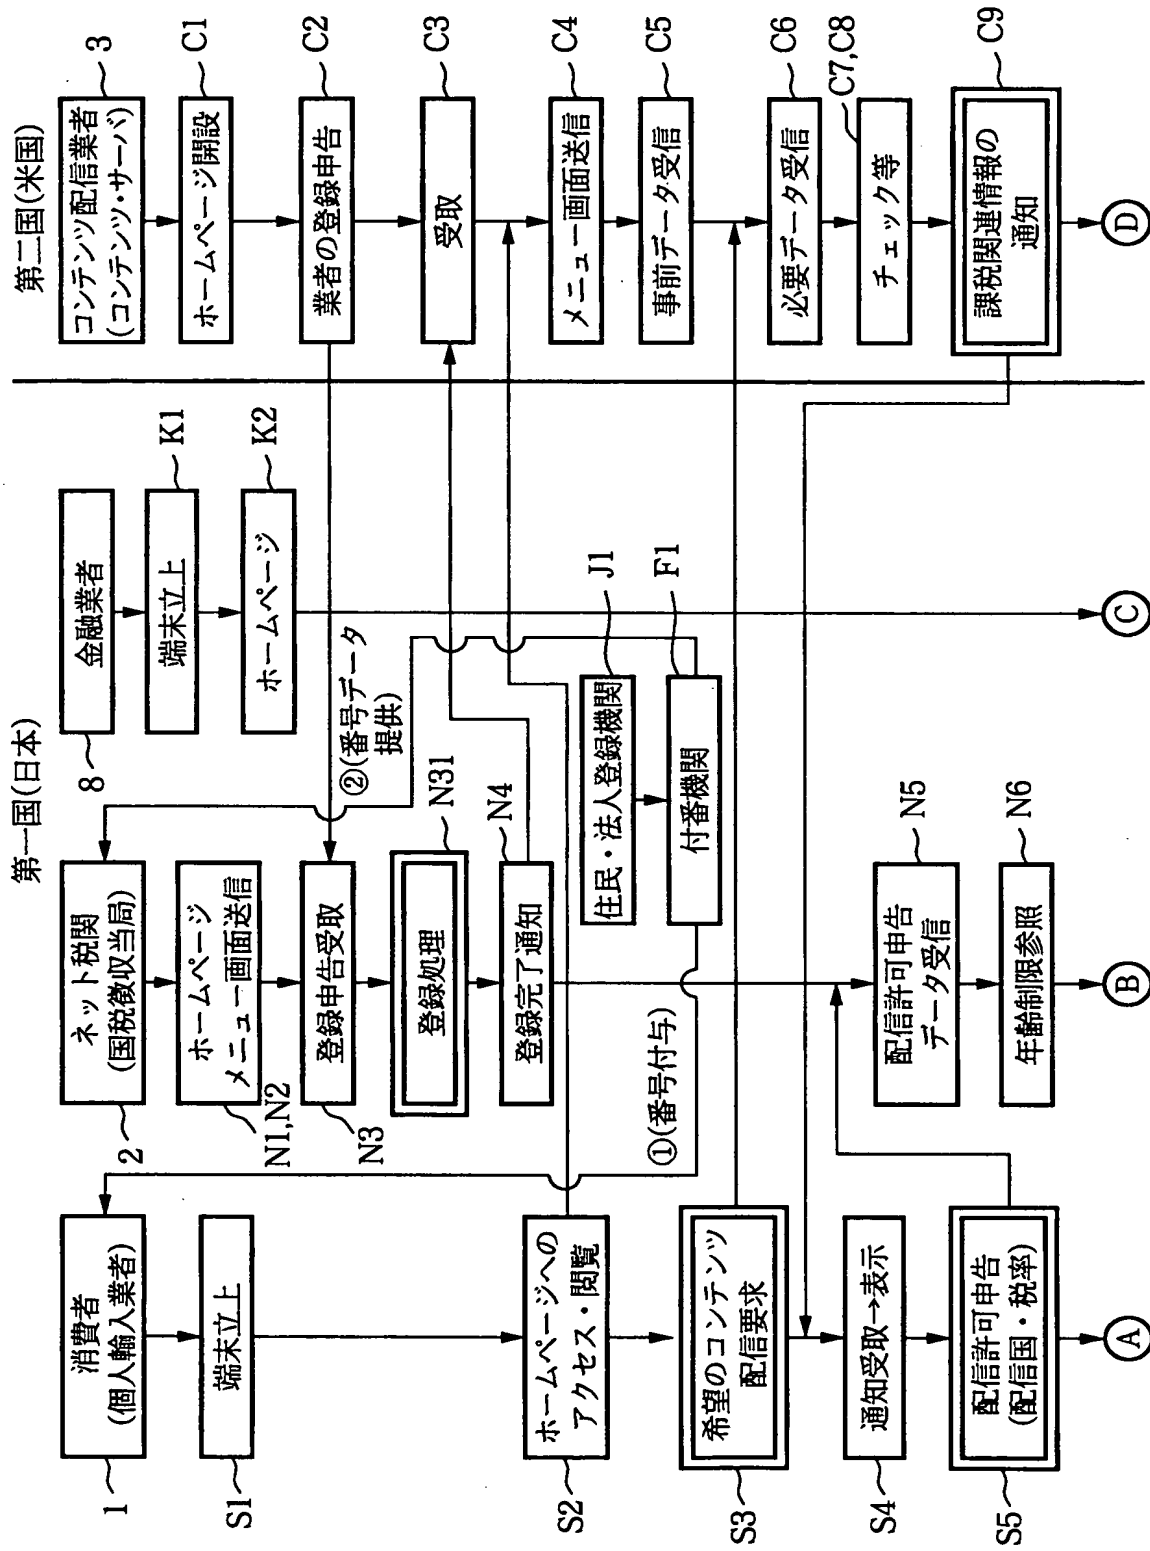 第一国(日本)
第二国(米国)
消費者
(個人輸入業者)
1
端末立上
S1
ホームページへの
アクセス・閲覧
S2
希望のコンテンツ
配信要求
S3
通知受取→表示
S4
配信許可申告
(配信国・税率)
S5
A
ネット税関
(国税徴収当局)
2
ホームページ
メニュー画面送信
N1,N2
登録申告受取
N3
登録処理
N31
登録完了通知
N4
①(番号付与)
②(番号データ
提供)
住民・法人登録機関
J1
付番機関
F1
配信許可申告
データ受信
N5
年齢制限参照
N6
B
金融業者
8
端末立上
K1
ホームページ
K2
C
コンテンツ配信業者
(コンテンツ・サーバ)
3
ホームページ開設
C1
業者の登録申告
C2
受取
C3
メニュー画面送信
C4
事前データ受信
C5
必要データ受信
C6
チェック等
C7,C8
課税関連情報の
通知
C9
D